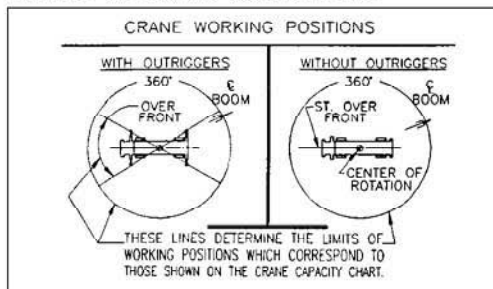 CRANE WORKING POSITIONS
WITH OUTRIGGERS
360°
℄
BOOM
OVER
FRONT
WITHOUT OUTRIGGERS
360°
℄
BOOM
ST. OVER
FRONT
CENTER OF
ROTATION
THESE LINES DETERMINE THE LIMITS OF
WORKING POSITIONS WHICH CORRESPOND TO
THOSE SHOWN ON THE CRANE CAPACITY CHART.